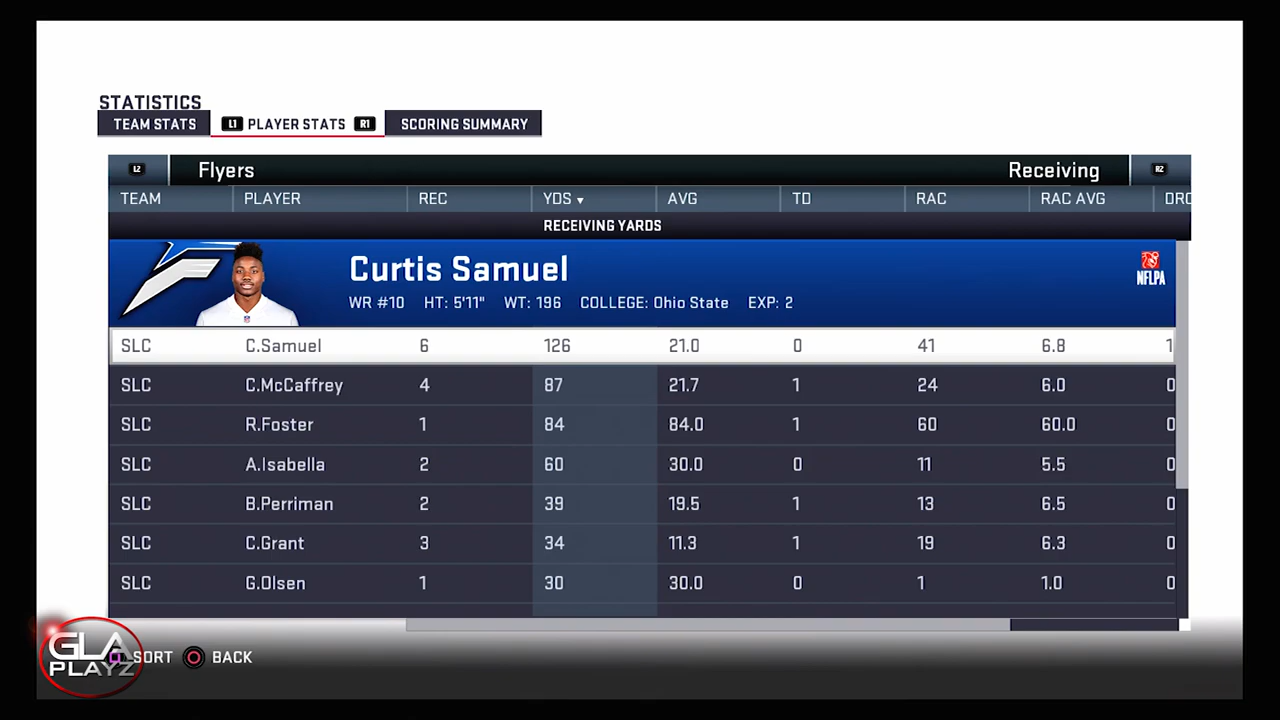 STATISTICS
TEAM STATS L1 PLAYER STATS R1 SCORING SUMMARY
L2 Flyers Receiving R2
TEAM PLAYER REC YDS AVG TD RAC RAC AVG DRO
RECEIVING YARDS
Curtis Samuel
WR #10 HT: 5'11" WT: 196 COLLEGE: Ohio State EXP: 2
NFLPA
SLC C.Samuel 6 126 21.0 0 41 6.8 1
SLC C.McCaffrey 4 87 21.7 1 24 6.0 0
SLC R.Foster 1 84 84.0 1 60 60.0 0
SLC A.Isabella 2 60 30.0 0 11 5.5 0
SLC B.Perriman 2 39 19.5 1 13 6.5 0
SLC C.Grant 3 34 11.3 1 19 6.3 0
SLC G.Olsen 1 30 30.0 0 1 1.0 0
GLA
PLAYZ
SORT BACK